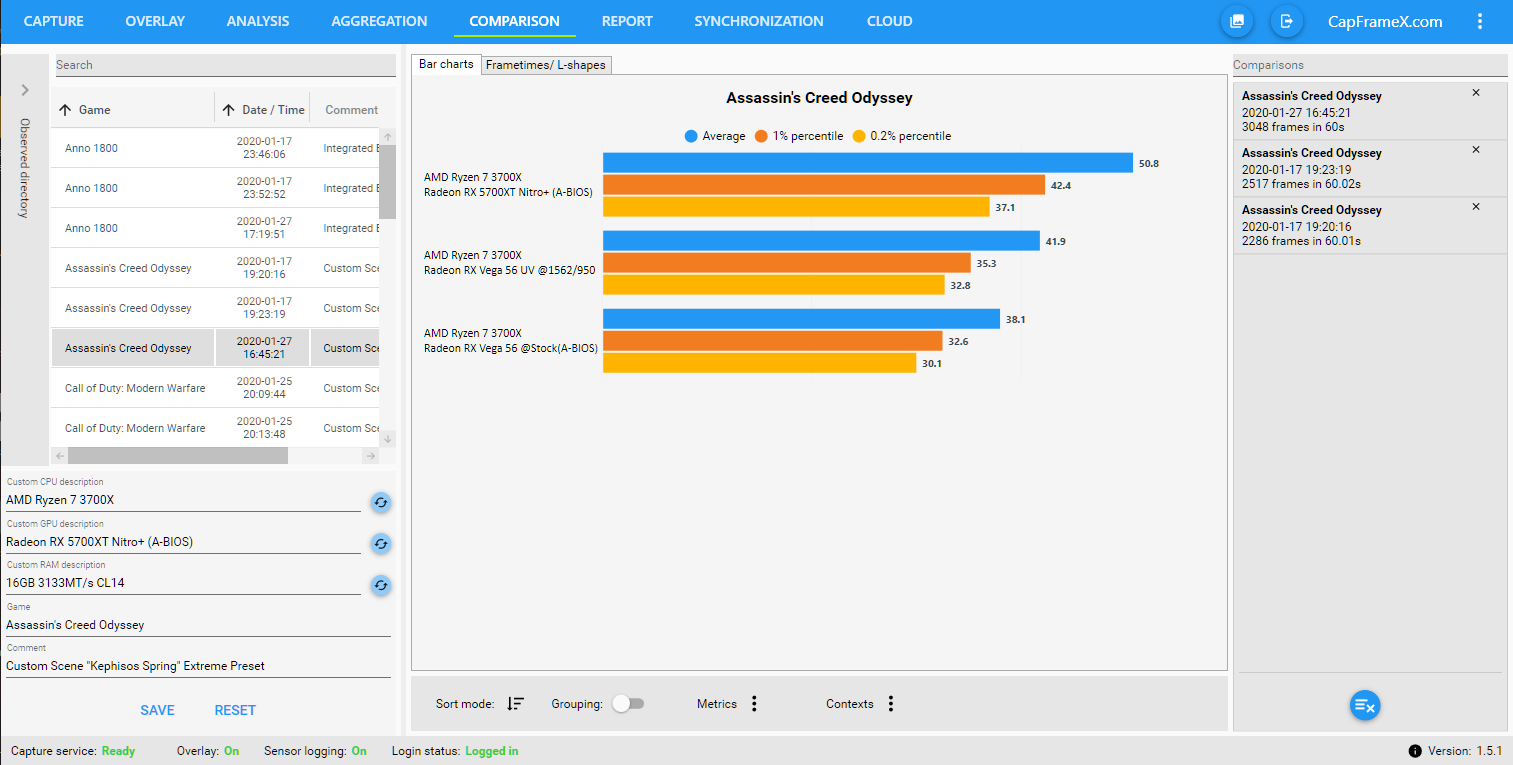 CAPTURE OVERLAY ANALYSIS AGGREGATION COMPARISON REPORT SYNCHRONIZATION CLOUD CapFrameX.com
Observed directory
Search
Game Date / Time Comment
Anno 1800 2020-01-17 23:46:06 Integrated
Anno 1800 2020-01-17 23:52:52 Integrated
Anno 1800 2020-01-27 17:19:51 Integrated
Assassin's Creed Odyssey 2020-01-17 19:20:16 Custom Sce
Assassin's Creed Odyssey 2020-01-17 19:23:19 Custom Sce
Assassin's Creed Odyssey 2020-01-27 16:45:21 Custom Sce
Call of Duty: Modern Warfare 2020-01-25 20:09:44 Custom Sce
Call of Duty: Modern Warfare 2020-01-25 20:13:48 Custom Sce
Custom CPU description
AMD Ryzen 7 3700X
Custom GPU description
Radeon RX 5700XT Nitro+ (A-BIOS)
Custom RAM description
16GB 3133MT/s CL14
Game
Assassin's Creed Odyssey
Comment
Custom Scene "Kephisos Spring" Extreme Preset
SAVE RESET
Bar charts Frametimes/ L-shapes
Assassin's Creed Odyssey
Average 1% percentile 0.2% percentile
AMD Ryzen 7 3700X
Radeon RX 5700XT Nitro+ (A-BIOS)
50.8
42.4
37.1
AMD Ryzen 7 3700X
Radeon RX Vega 56 UV @1562/950
41.9
35.3
32.8
AMD Ryzen 7 3700X
Radeon RX Vega 56 @Stock(A-BIOS)
38.1
32.6
30.1
Sort mode: Grouping: Metrics Contexts
Comparisons
Assassin's Creed Odyssey
2020-01-27 16:45:21
3048 frames in 60s
Assassin's Creed Odyssey
2020-01-17 19:23:19
2517 frames in 60.02s
Assassin's Creed Odyssey
2020-01-17 19:20:16
2286 frames in 60.01s
Capture service: Ready Overlay: On Sensor logging: On Login status: Logged in Version: 1.5.1